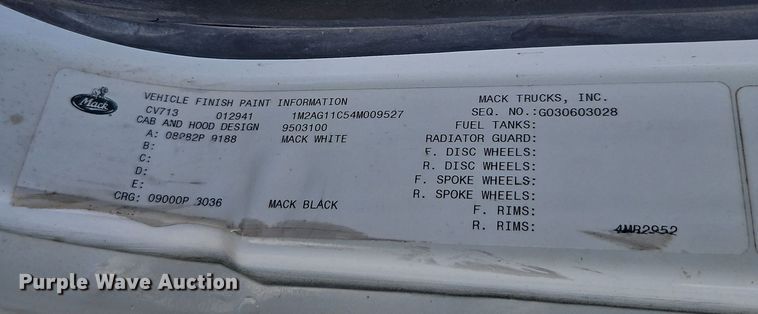 Mack
VEHICLE FINISH PAINT INFORMATION
CV713 012941 1M2AG11C54M009527
CAB AND HOOD DESIGN 9503100
A: 08P82P 9188 MACK WHITE
B:
C:
D:
E:
CRG: 09000P 3036 MACK BLACK
MACK TRUCKS, INC.
SEQ. NO.:G030603028
FUEL TANKS:
RADIATOR GUARD:
F. DISC WHEELS:
R. DISC WHEELS:
F. SPOKE WHEELS:
R. SPOKE WHEELS:
F. RIMS:
R. RIMS:
4MR2952
Purple Wave Auction